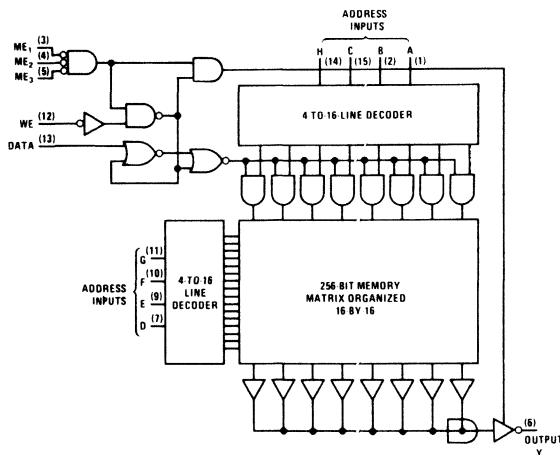 ADDRESS
INPUTS
H C B A
(14) (15) (2) (1)
(3)
ME1
(4)
ME2
(5)
ME3
(12)
WE
(13)
DATA
4 TO-16-LINE DECODER
(11)
G
(10)
F
(9)
E
(7)
D
ADDRESS
INPUTS
4-TO-16
LINE
DECODER
256-BIT MEMORY
MATRIX ORGANIZED
16 BY 16
(6)
OUTPUT
Y